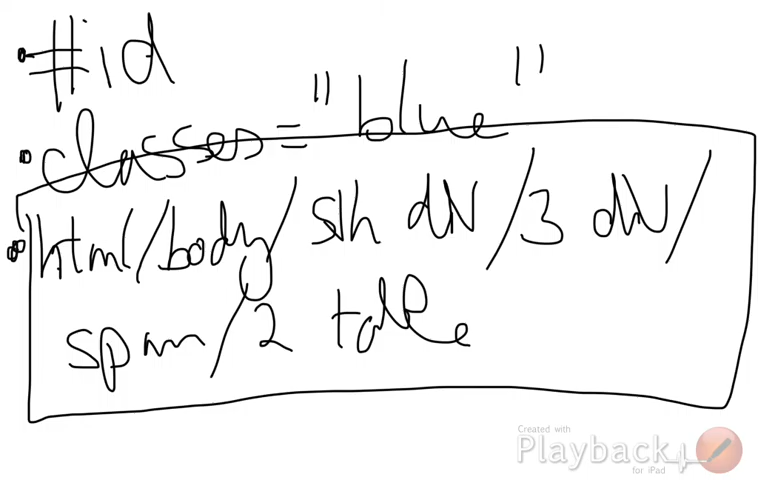 #id
classes="blue"
html/body/5th div/3 div/
span/2 table
Created with
Playback
for iPad